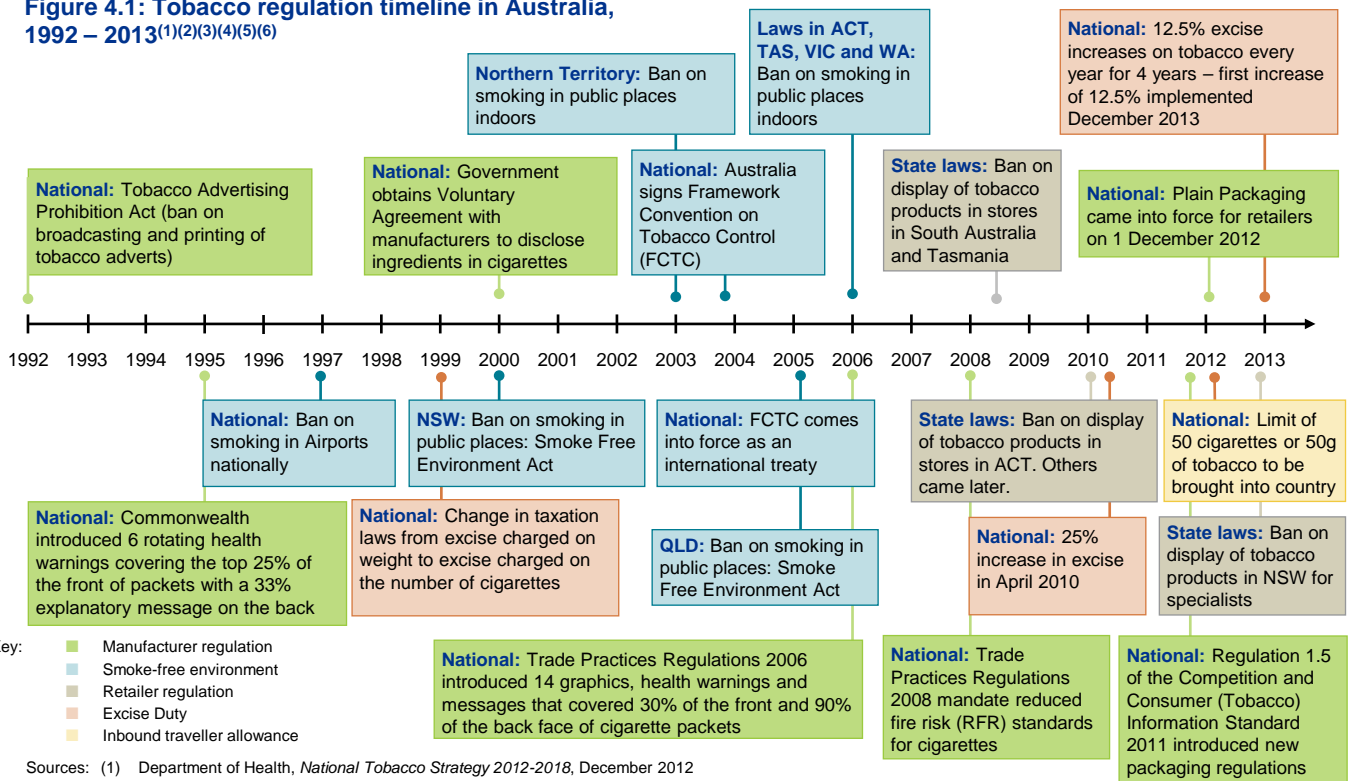 Figure 4.1: Tobacco regulation timeline in Australia,
1992 – 2013(1)(2)(3)(4)(5)(6)
Northern Territory: Ban on
smoking in public places
indoors
Laws in ACT,
TAS, VIC and WA:
Ban on smoking in
public places
indoors
National: 12.5% excise
increases on tobacco every
year for 4 years – first increase
of 12.5% implemented
December 2013
National: Tobacco Advertising
Prohibition Act (ban on
broadcasting and printing of
tobacco adverts)
National: Government
obtains Voluntary
Agreement with
manufacturers to disclose
ingredients in cigarettes
National: Australia
signs Framework
Convention on
Tobacco Control
(FCTC)
State laws: Ban on
display of tobacco
products in stores
in South Australia
and Tasmania
National: Plain Packaging
came into force for retailers
on 1 December 2012
1992 1993 1994 1995 1996 1997 1998 1999 2000 2001 2002 2003 2004 2005 2006 2007 2008 2009 2010 2011 2012 2013
National: Ban on
smoking in Airports
nationally
NSW: Ban on smoking in
public places: Smoke Free
Environment Act
National: FCTC comes
into force as an
international treaty
State laws: Ban on display
of tobacco products in
stores in ACT. Others
came later.
National: Limit of
50 cigarettes or 50g
of tobacco to be
brought into country
National: Commonwealth
introduced 6 rotating health
warnings covering the top 25% of
the front of packets with a 33%
explanatory message on the back
National: Change in taxation
laws from excise charged on
weight to excise charged on
the number of cigarettes
QLD: Ban on smoking in
public places: Smoke
Free Environment Act
National: 25%
increase in excise
in April 2010
State laws: Ban on
display of tobacco
products in NSW for
specialists
National: Trade Practices Regulations 2006
introduced 14 graphics, health warnings and
messages that covered 30% of the front and 90%
of the back face of cigarette packets
National: Trade
Practices Regulations
2008 mandate reduced
fire risk (RFR) standards
for cigarettes
National: Regulation 1.5
of the Competition and
Consumer (Tobacco)
Information Standard
2011 introduced new
packaging regulations
Key:
Manufacturer regulation
Smoke-free environment
Retailer regulation
Excise Duty
Inbound traveller allowance
Sources: (1) Department of Health, National Tobacco Strategy 2012-2018, December 2012